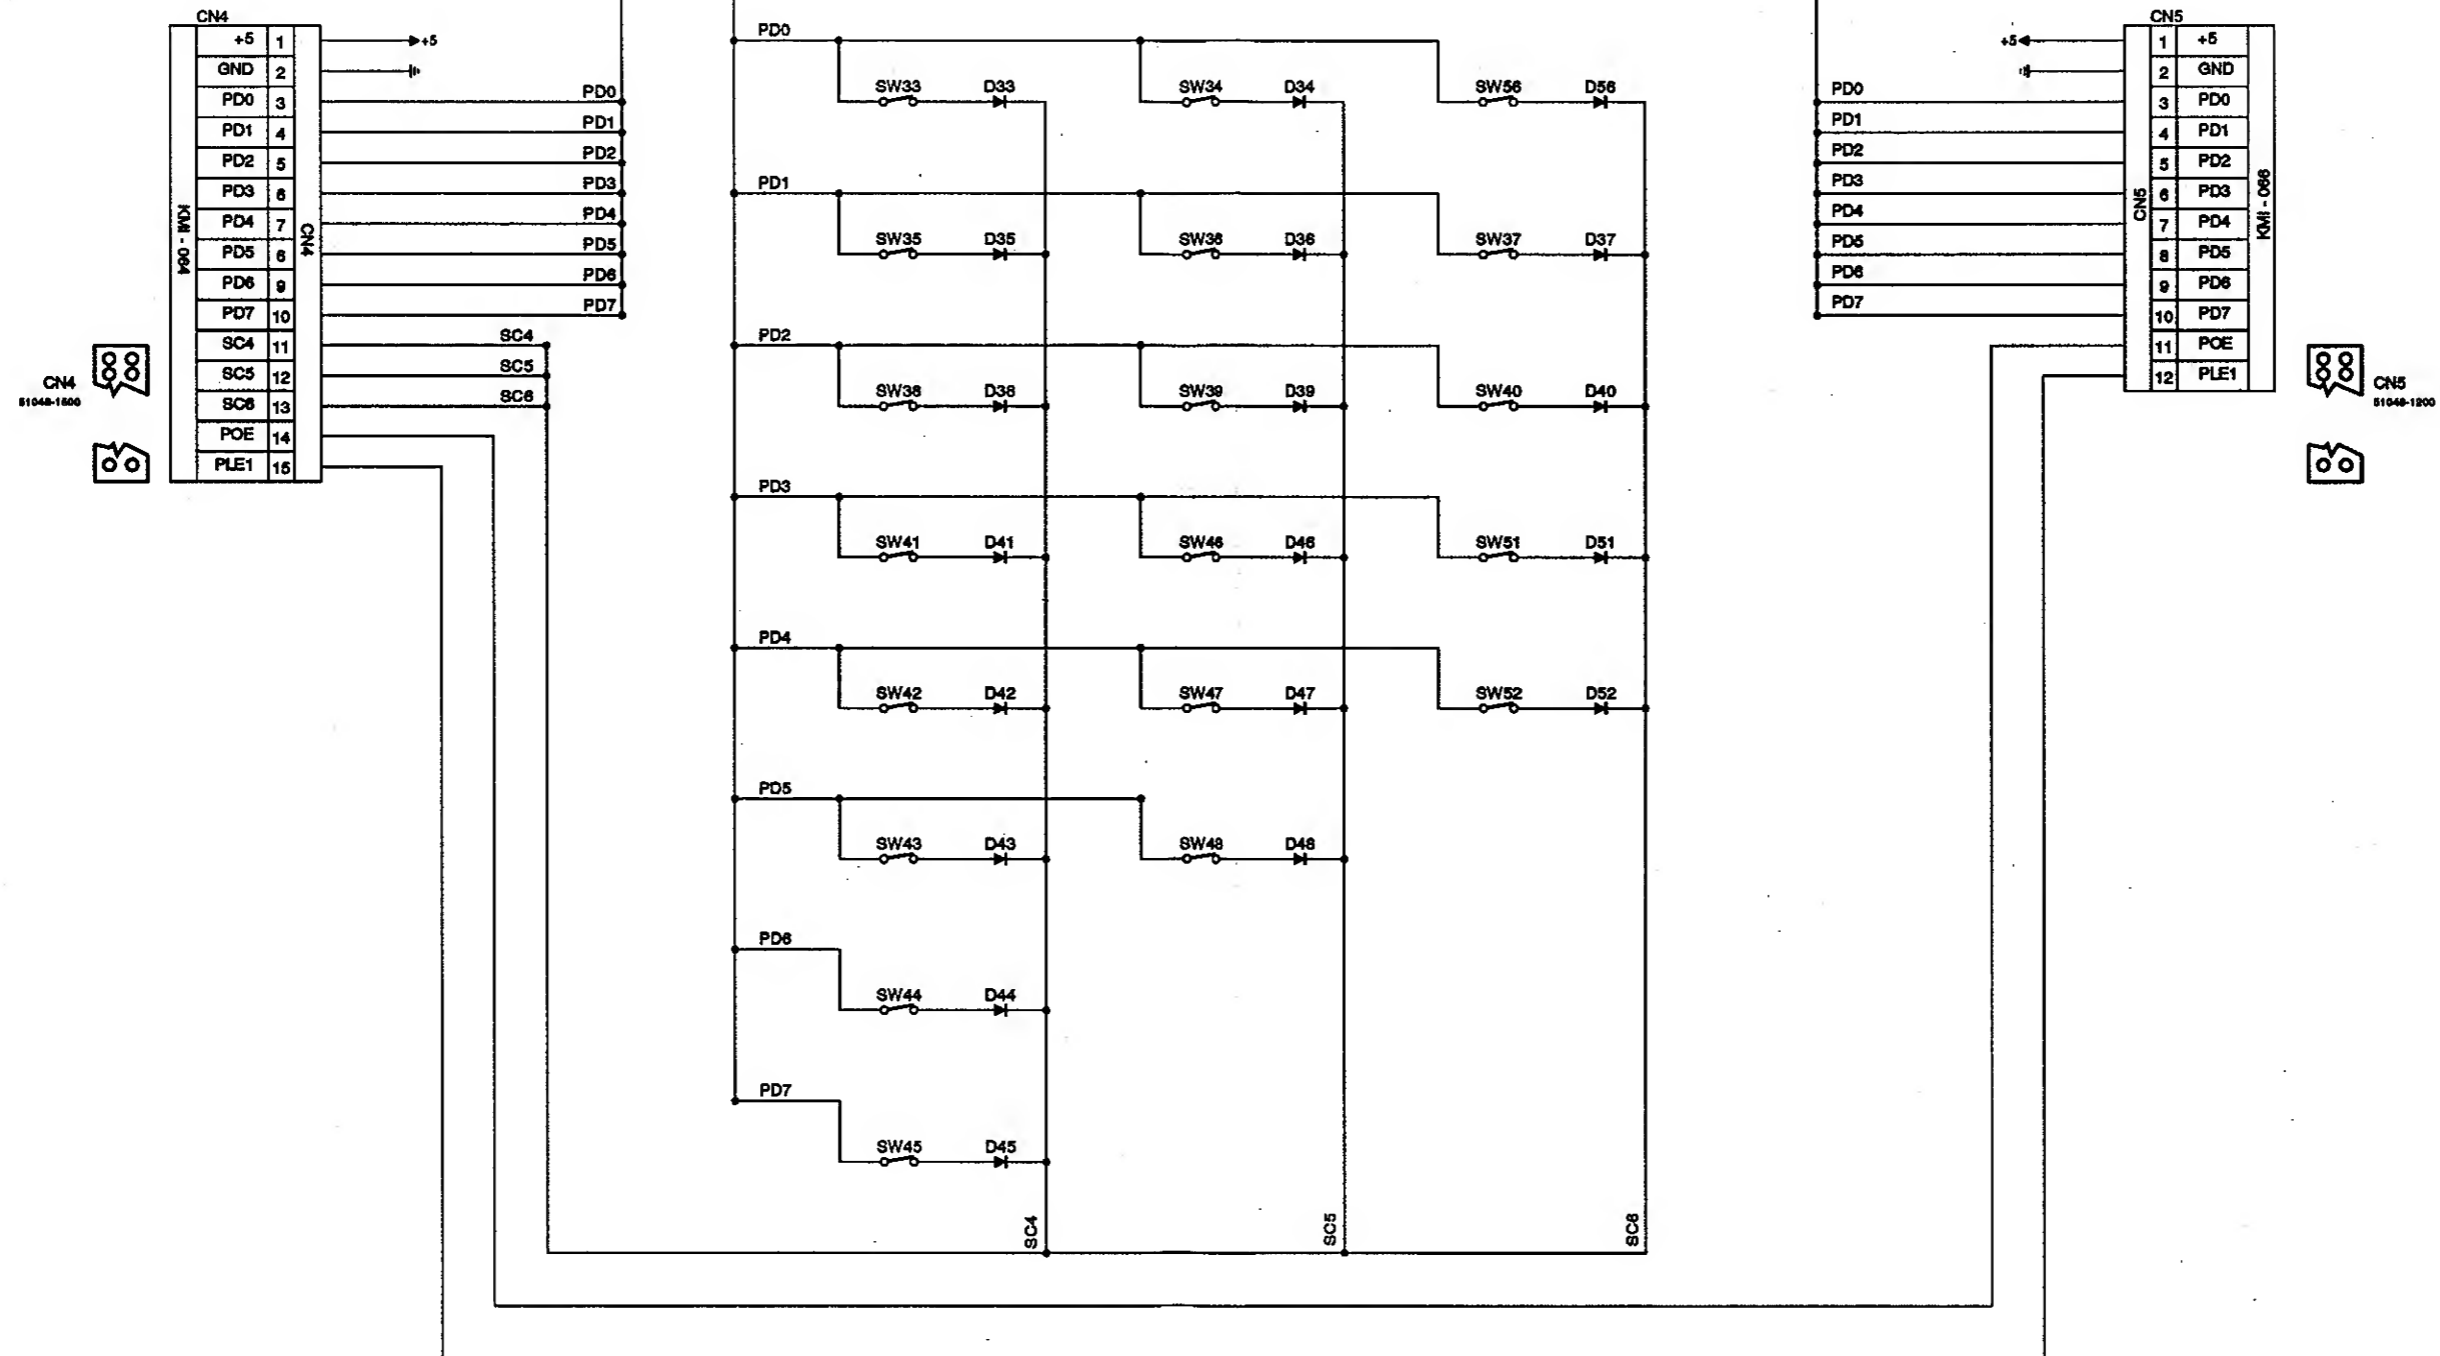 CN4
+5 1
GND 2
PD0 3
PD1 4
PD2 5
PD3 6
PD4 7
PD5 8
PD6 9
PD7 10
SC4 11
SC5 12
SC6 13
POE 14
PLE1 15
KMI - 064
CN4
+5
PD0
PD1
PD2
PD3
PD4
PD5
PD6
PD7
SC4
SC5
SC6
CN4
51048-1500
PD0
SW33 D33 SW34 D34 SW56 D56
PD1
SW35 D35 SW36 D36 SW37 D37
PD2
SW38 D38 SW39 D39 SW40 D40
PD3
SW41 D41 SW46 D46 SW51 D51
PD4
SW42 D42 SW47 D47 SW52 D52
PD5
SW43 D43 SW48 D48
PD6
SW44 D44
PD7
SW45 D45
SC4 SC5 SC6
CN5
+5
1 +5
2 GND
3 PD0
4 PD1
5 PD2
6 PD3
7 PD4
8 PD5
9 PD6
10 PD7
11 POE
12 PLE1
CN5
KMI - 066
PD0
PD1
PD2
PD3
PD4
PD5
PD6
PD7
CN5
51048-1200